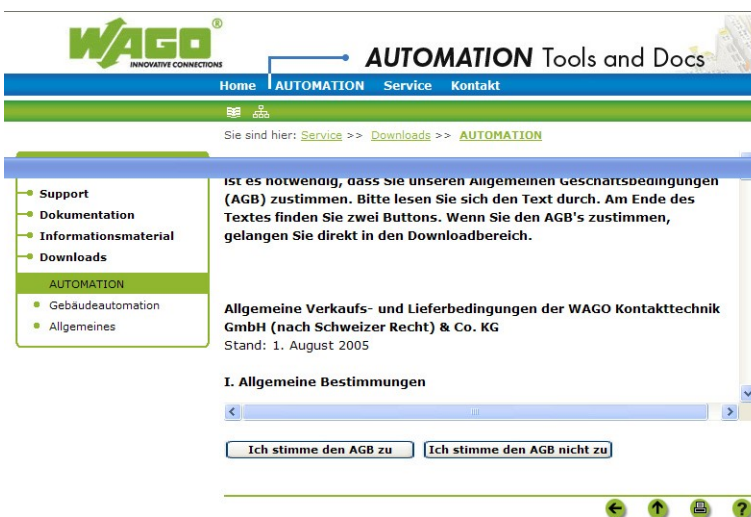 WAGO®
INNOVATIVE CONNECTIONS
AUTOMATION Tools and Docs
Home AUTOMATION Service Kontakt
Sie sind hier: Service >> Downloads >> AUTOMATION
Support
Dokumentation
Informationsmaterial
Downloads
AUTOMATION
Gebäudeautomation
Allgemeines
ist es notwendig, dass Sie unseren Allgemeinen Geschäftsbedingungen
(AGB) zustimmen. Bitte lesen Sie sich den Text durch. Am Ende des
Textes finden Sie zwei Buttons. Wenn Sie den AGB's zustimmen,
gelangen Sie direkt in den Downloadbereich.
Allgemeine Verkaufs- und Lieferbedingungen der WAGO Kontakttechnik
GmbH (nach Schweizer Recht) & Co. KG
Stand: 1. August 2005
I. Allgemeine Bestimmungen
Ich stimme den AGB zu
Ich stimme den AGB nicht zu
?